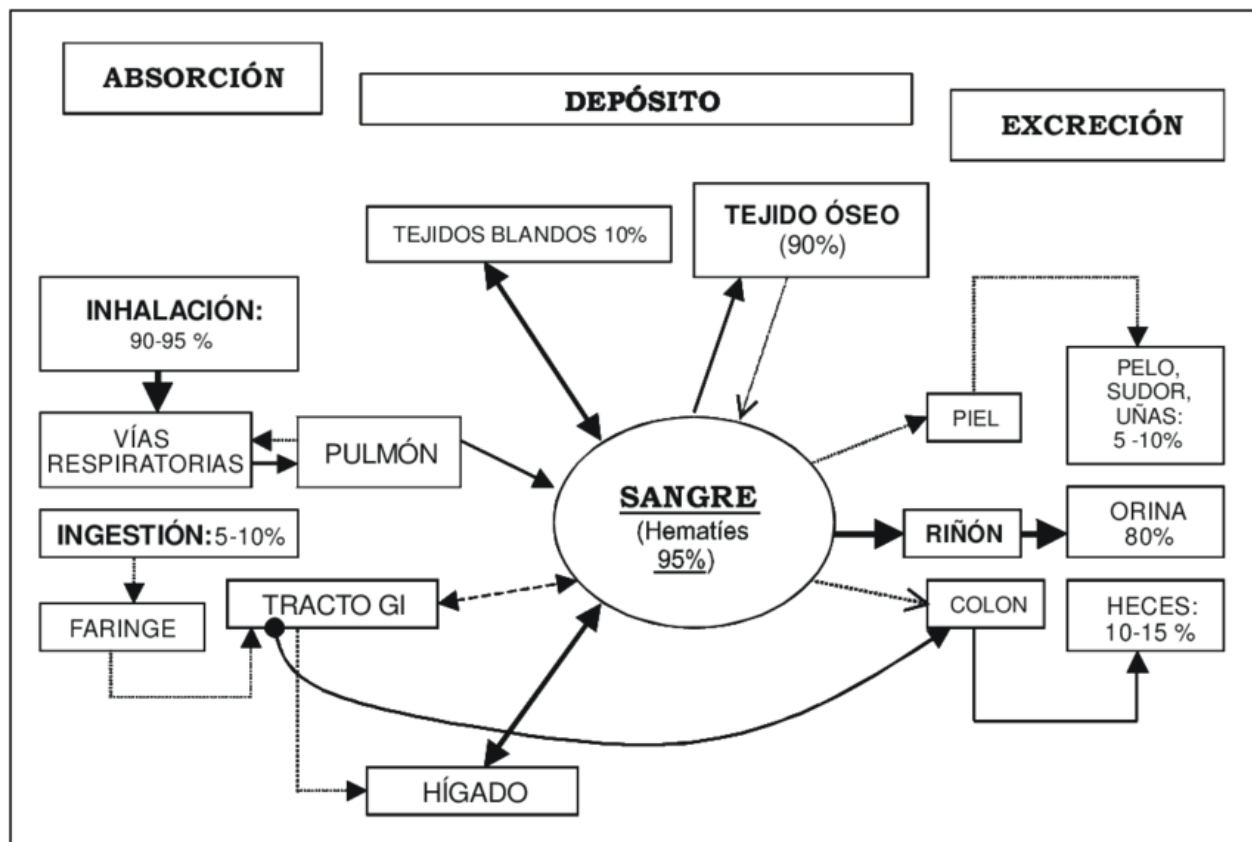 ABSORCIÓN
DEPÓSITO
EXCRECIÓN
TEJIDOS BLANDOS 10%
TEJIDO ÓSEO
(90%)
INHALACIÓN:
90-95 %
VÍAS
RESPIRATORIAS
PULMÓN
INGESTIÓN: 5-10%
FARINGE
TRACTO GI
HÍGADO
SANGRE
(Hematíes
95%)
PIEL
PELO,
SUDOR,
UÑAS:
5 -10%
RIÑÓN
ORINA
80%
COLON
HECES:
10-15 %